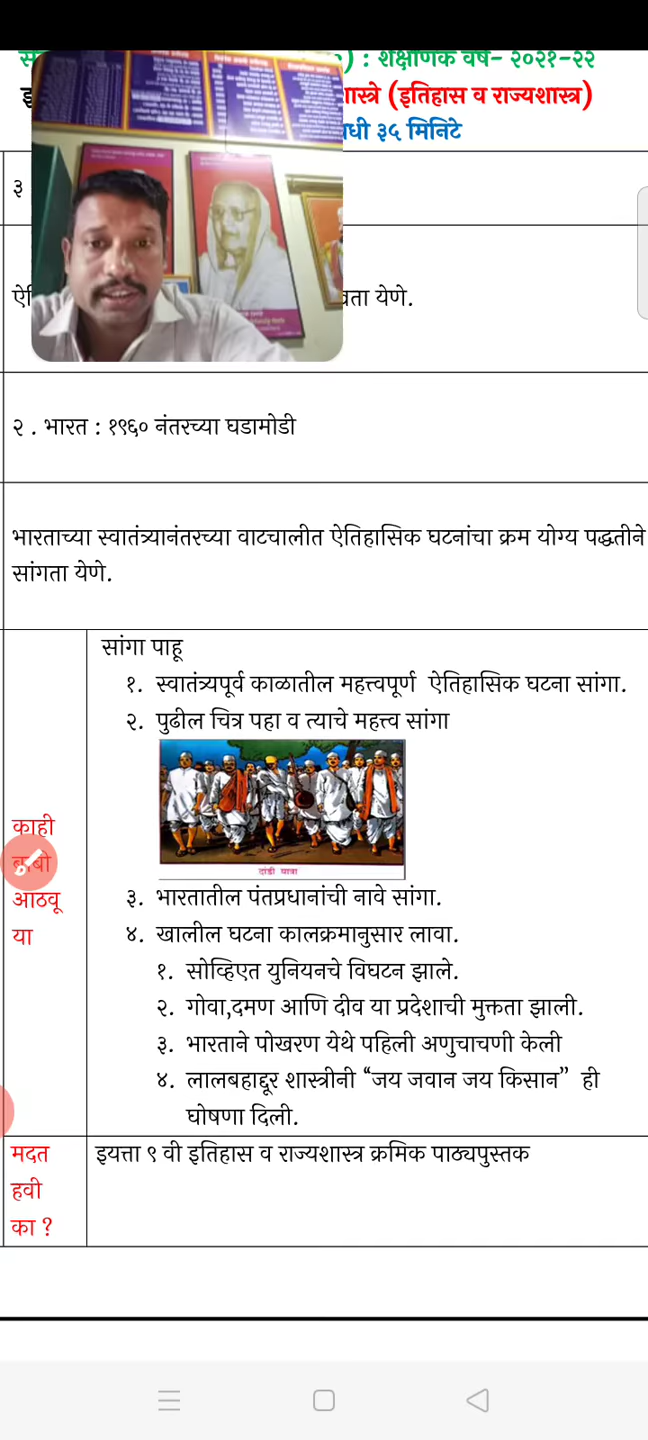 : शैक्षणिक वर्ष- २०२१-२२
(इतिहास व राज्यशास्त्र)
३५ मिनिटे
३
येणे.
२ . भारत : १९६० नंतरच्या घडामोडी
भारताच्या स्वातंत्र्यानंतरच्या वाटचालीत ऐतिहासिक घटनांचा क्रम योग्य पद्धतीने
सांगता येणे.
काही
आठवू
या
सांगा पाहू
१. स्वातंत्र्यपूर्व काळातील महत्त्वपूर्ण ऐतिहासिक घटना सांगा.
२. पुढील चित्र पहा व त्याचे महत्त्व सांगा
दांडी यात्रा
३. भारतातील पंतप्रधानांची नावे सांगा.
४. खालील घटना कालक्रमानुसार लावा.
१. सोव्हिएत युनियनचे विघटन झाले.
२. गोवा,दमण आणि दीव या प्रदेशाची मुक्तता झाली.
३. भारताने पोखरण येथे पहिली अणुचाचणी केली
४. लालबहाद्दूर शास्त्रीनी “जय जवान जय किसान” ही
घोषणा दिली.
मदत
हवी
का ?
इयत्ता ९ वी इतिहास व राज्यशास्त्र क्रमिक पाठ्यपुस्तक